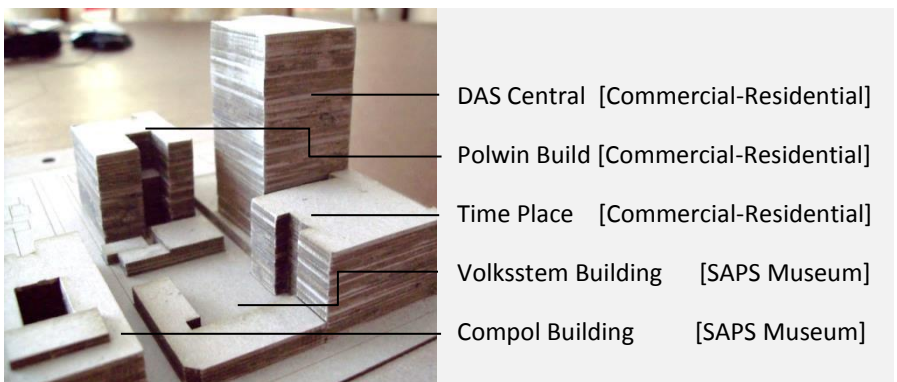 DAS Central [Commercial-Residential]
Polwin Build [Commercial-Residential]
Time Place [Commercial-Residential]
Volksstem Building [SAPS Museum]
Compol Building [SAPS Museum]